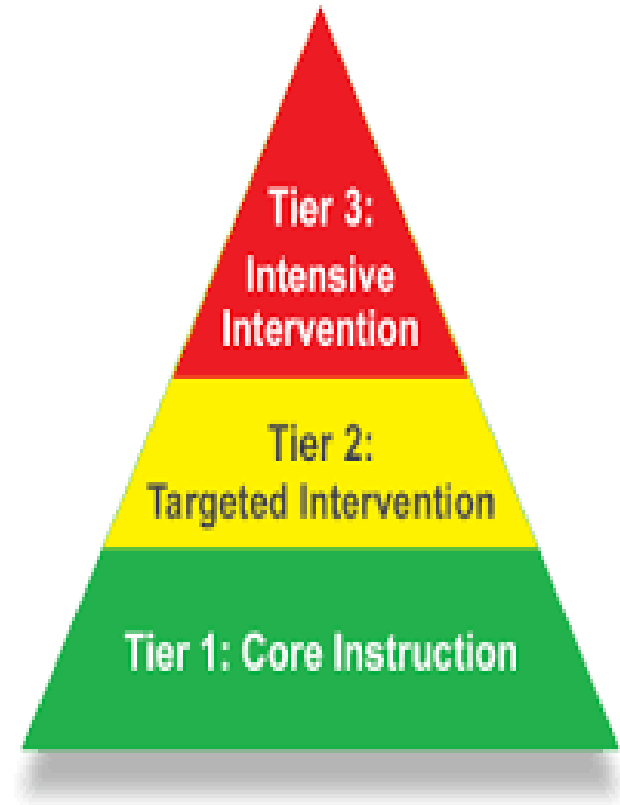 Tier 3:
Intensive
Intervention
Tier 2:
Targeted Intervention
Tier 1: Core Instruction